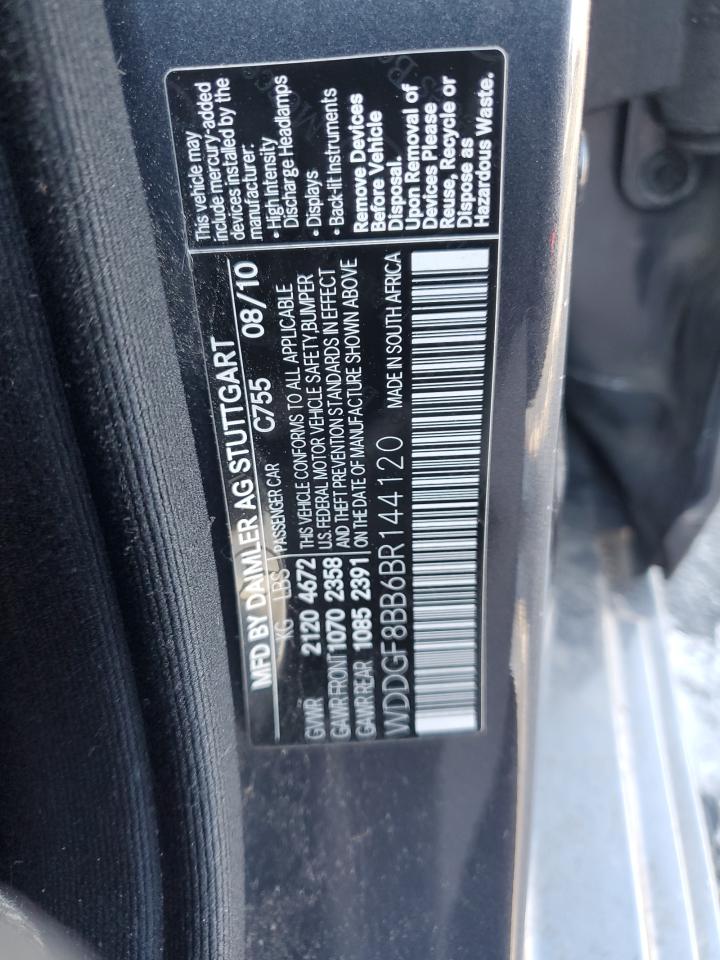 MFD BY DAIMLER AG STUTTGART
KG LBS PASSENGER CAR C755 08/10
GVWR 2120 4672
GAWR FRONT 1070 2358
GAWR REAR 1085 2391
THIS VEHICLE CONFORMS TO ALL APPLICABLE
U.S. FEDERAL MOTOR VEHICLE SAFETY, BUMPER
AND THEFT PREVENTION STANDARDS IN EFFECT
ON THE DATE OF MANUFACTURE SHOWN ABOVE
WDDGF8BB6BR144120 MADE IN SOUTH AFRICA
This vehicle may
include mercury-added
devices installed by the
manufacturer:
• High Intensity
Discharge Headlamps
• Displays
• Back-lit Instruments
Remove Devices
Before Vehicle
Disposal.
Upon Removal of
Devices Please
Reuse, Recycle or
Dispose as
Hazardous Waste.